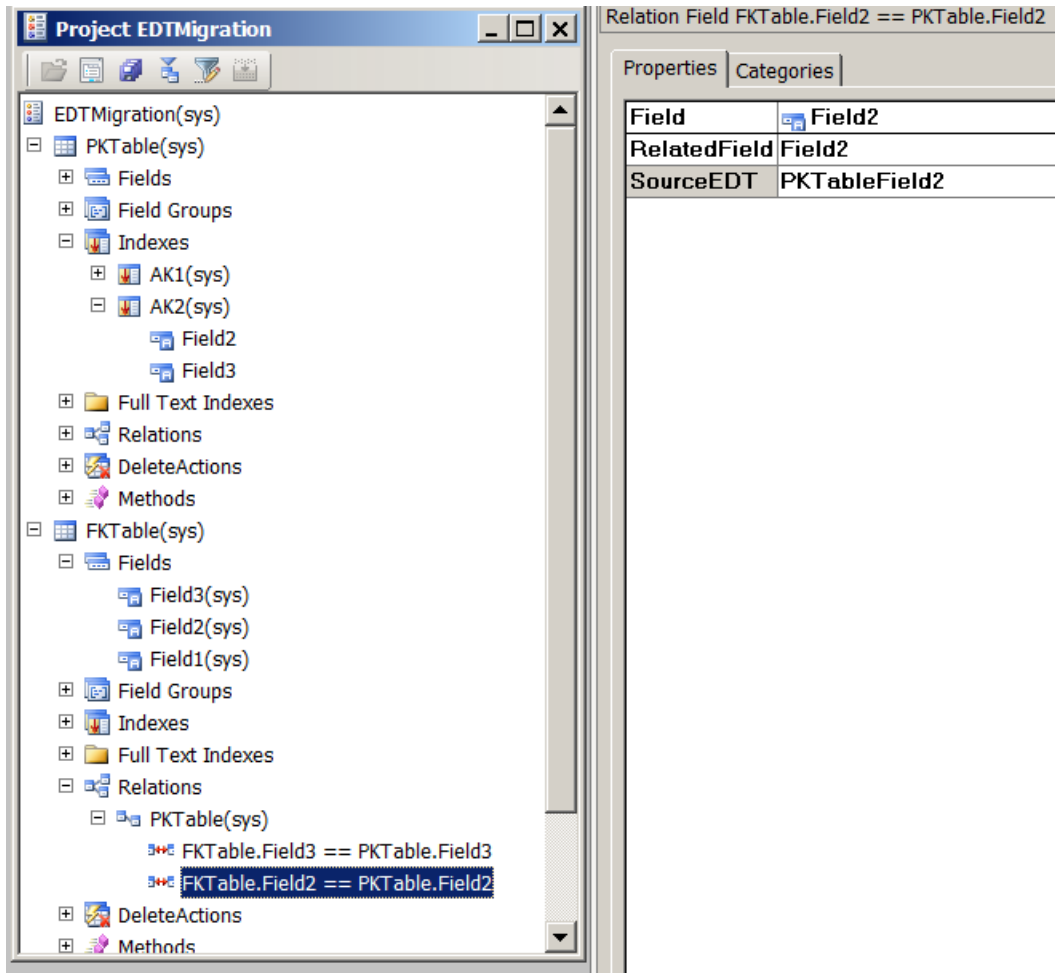 Project EDTMigration
EDTMigration(sys)
PKTable(sys)
Fields
Field Groups
Indexes
AK1(sys)
AK2(sys)
Field2
Field3
Full Text Indexes
Relations
DeleteActions
Methods
FKTable(sys)
Fields
Field3(sys)
Field2(sys)
Field1(sys)
Field Groups
Indexes
Full Text Indexes
Relations
PKTable(sys)
FKTable.Field3 == PKTable.Field3
FKTable.Field2 == PKTable.Field2
DeleteActions
Methods
Relation Field FKTable.Field2 == PKTable.Field2
Properties Categories
Field Field2
RelatedField Field2
SourceEDT PKTableField2